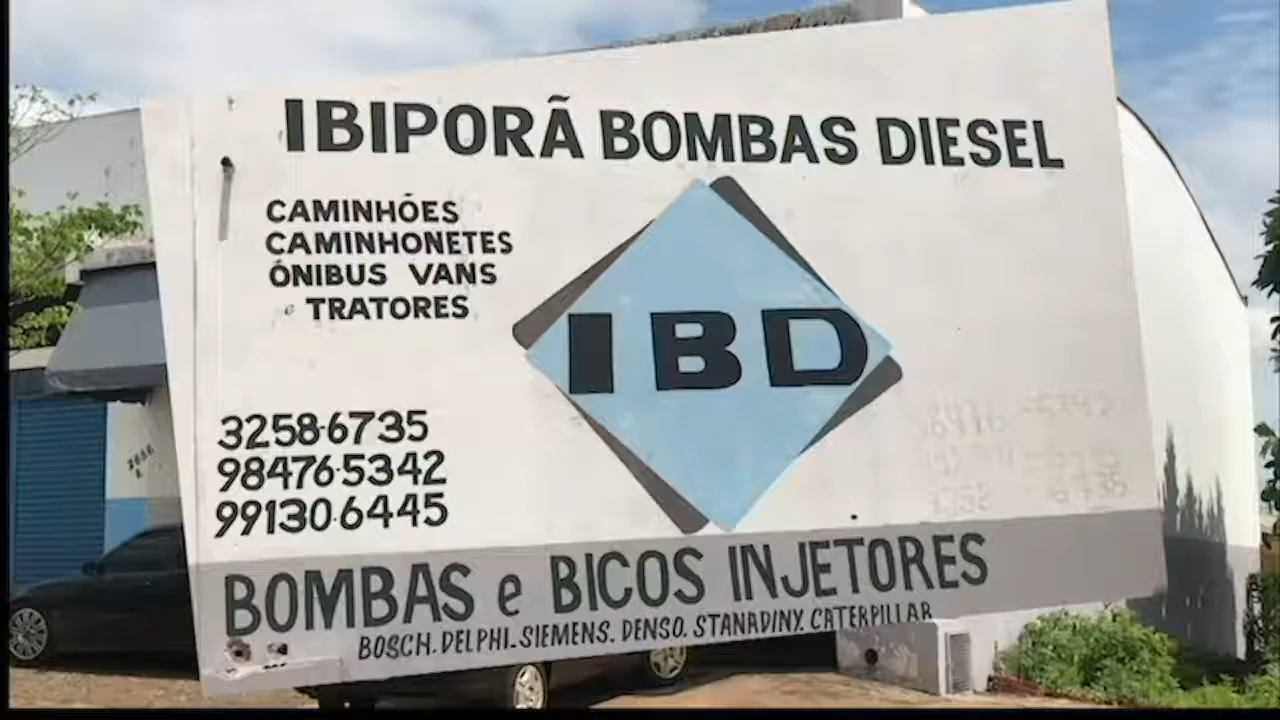 IBIPORÃ BOMBAS DIESEL
CAMINHÕES
CAMINHONETES
ÔNIBUS VANS
e TRATORES
IBD
3258-6735
98476-5342
99130-6445
BOMBAS e BICOS INJETORES
BOSCH. DELPHI. SIEMENS. DENSO. STANADINY. CATERPILLAR